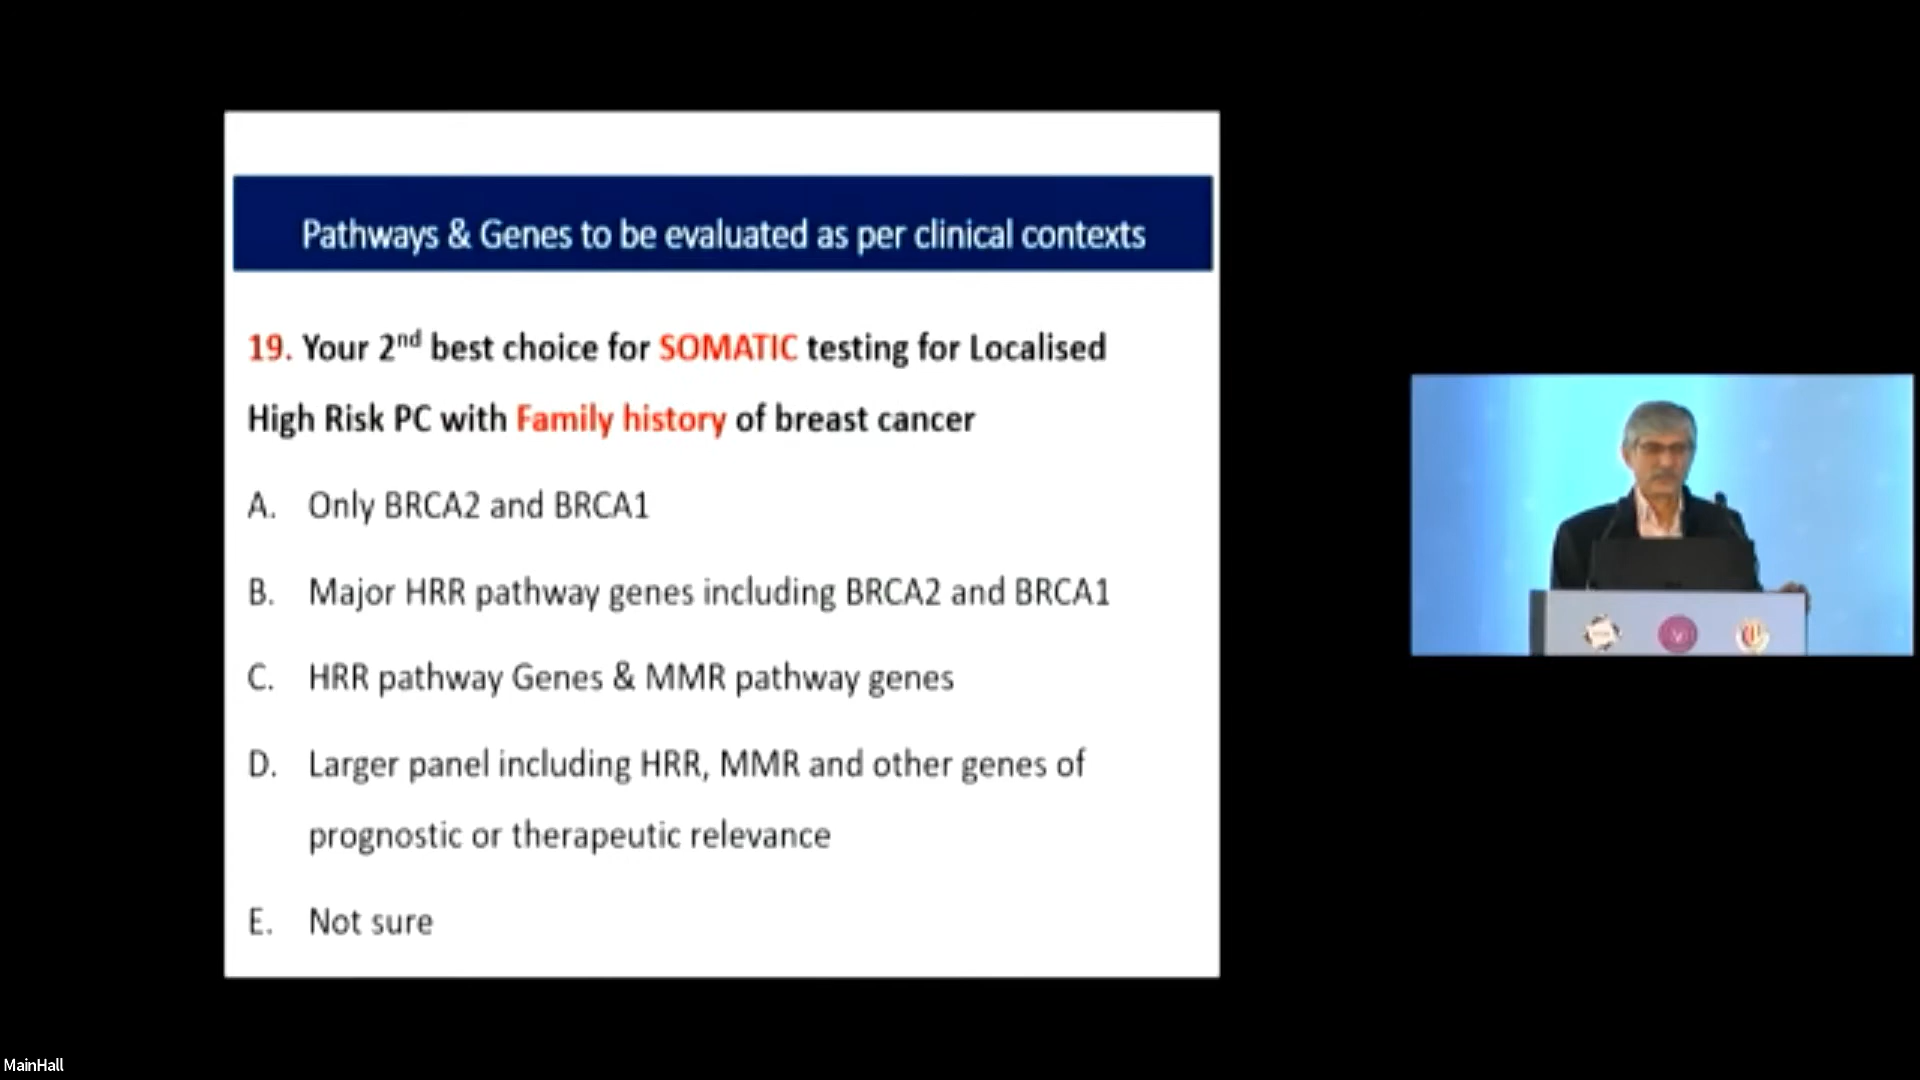 Pathways & Genes to be evaluated as per clinical contexts
19. Your 2nd best choice for SOMATIC testing for Localised
High Risk PC with Family history of breast cancer
A. Only BRCA2 and BRCA1
B. Major HRR pathway genes including BRCA2 and BRCA1
C. HRR pathway Genes & MMR pathway genes
D. Larger panel including HRR, MMR and other genes of
prognostic or therapeutic relevance
E. Not sure
MainHall